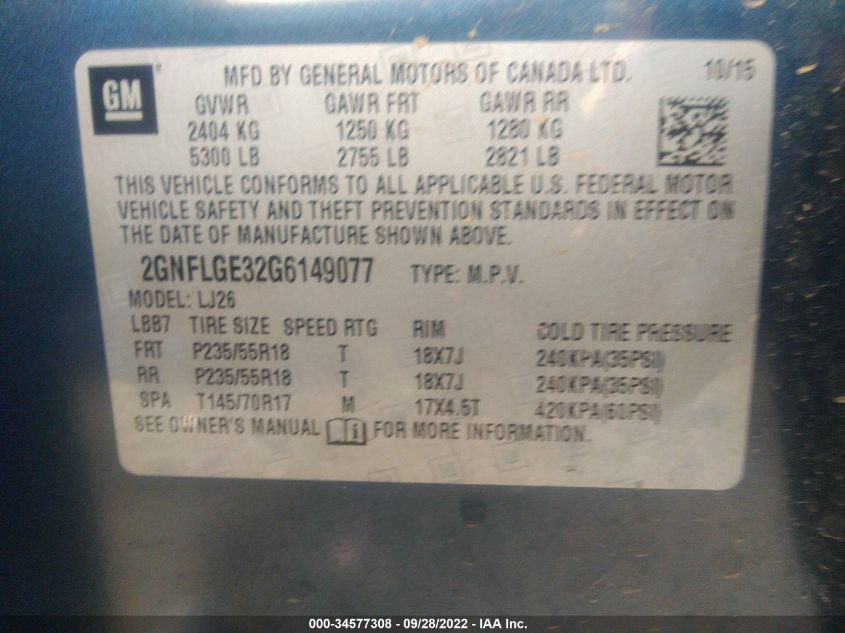 GM ® MFD BY GENERAL MOTORS OF CANADA LTD. 10/15
GVWR GAWR FRT GAWR RR
2404 KG 1250 KG 1280 KG
5300 LB 2755 LB 2821 LB
THIS VEHICLE CONFORMS TO ALL APPLICABLE U.S. FEDERAL MOTOR
VEHICLE SAFETY AND THEFT PREVENTION STANDARDS IN EFFECT ON
THE DATE OF MANUFACTURE SHOWN ABOVE.
2GNFLGE32G6149077 TYPE: M.P.V.
MODEL: LJ26
LBB7 TIRE SIZE SPEED RTG RIM COLD TIRE PRESSURE
FRT P235/55R18 T 18X7J 240KPA(35PSI)
RR P235/55R18 T 18X7J 240KPA(35PSI)
SPA T145/70R17 M 17X4.5T 420KPA(60PSI)
SEE OWNER'S MANUAL FOR MORE INFORMATION.
000-34577308 - 09/28/2022 - IAA Inc.